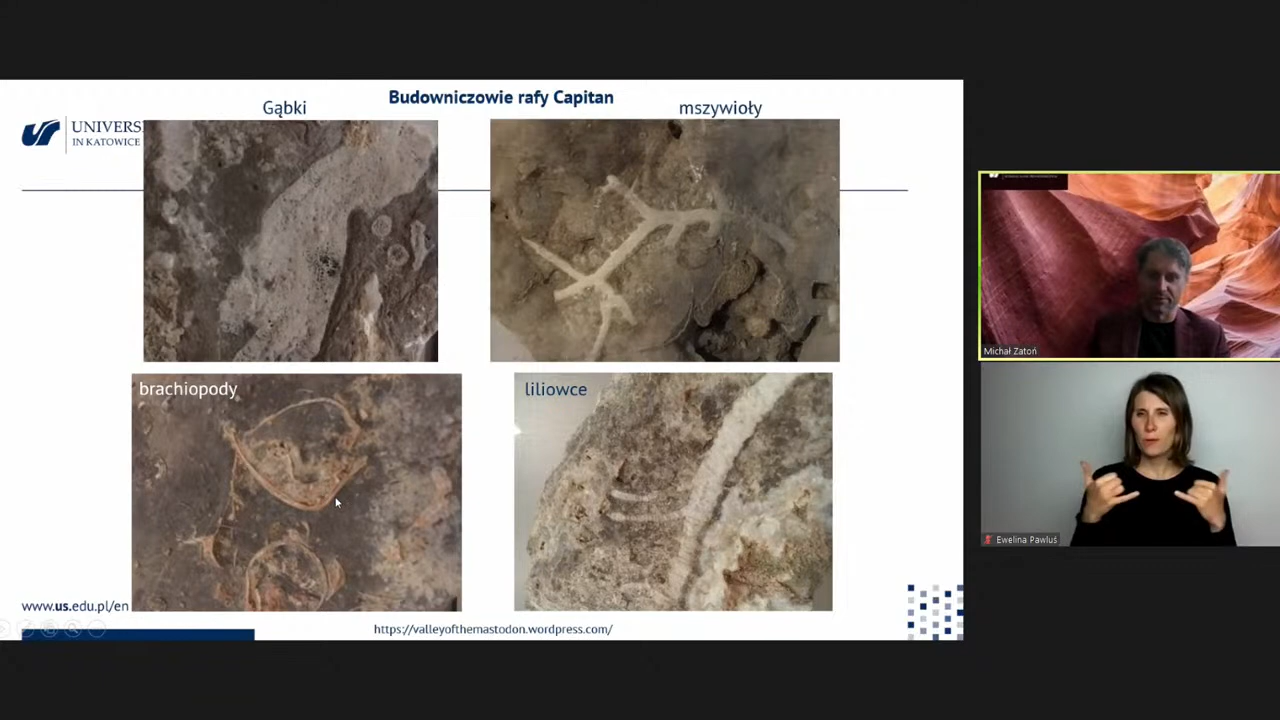 Budowniczowie rafy Capitan
Gąbki
mszywioły
UNIVERSI
IN KATOWICE
brachiopody
liliowce
www.us.edu.pl/en
https://valleyofthemastodon.wordpress.com/
Michał Zatoń
Ewelina Pawluś